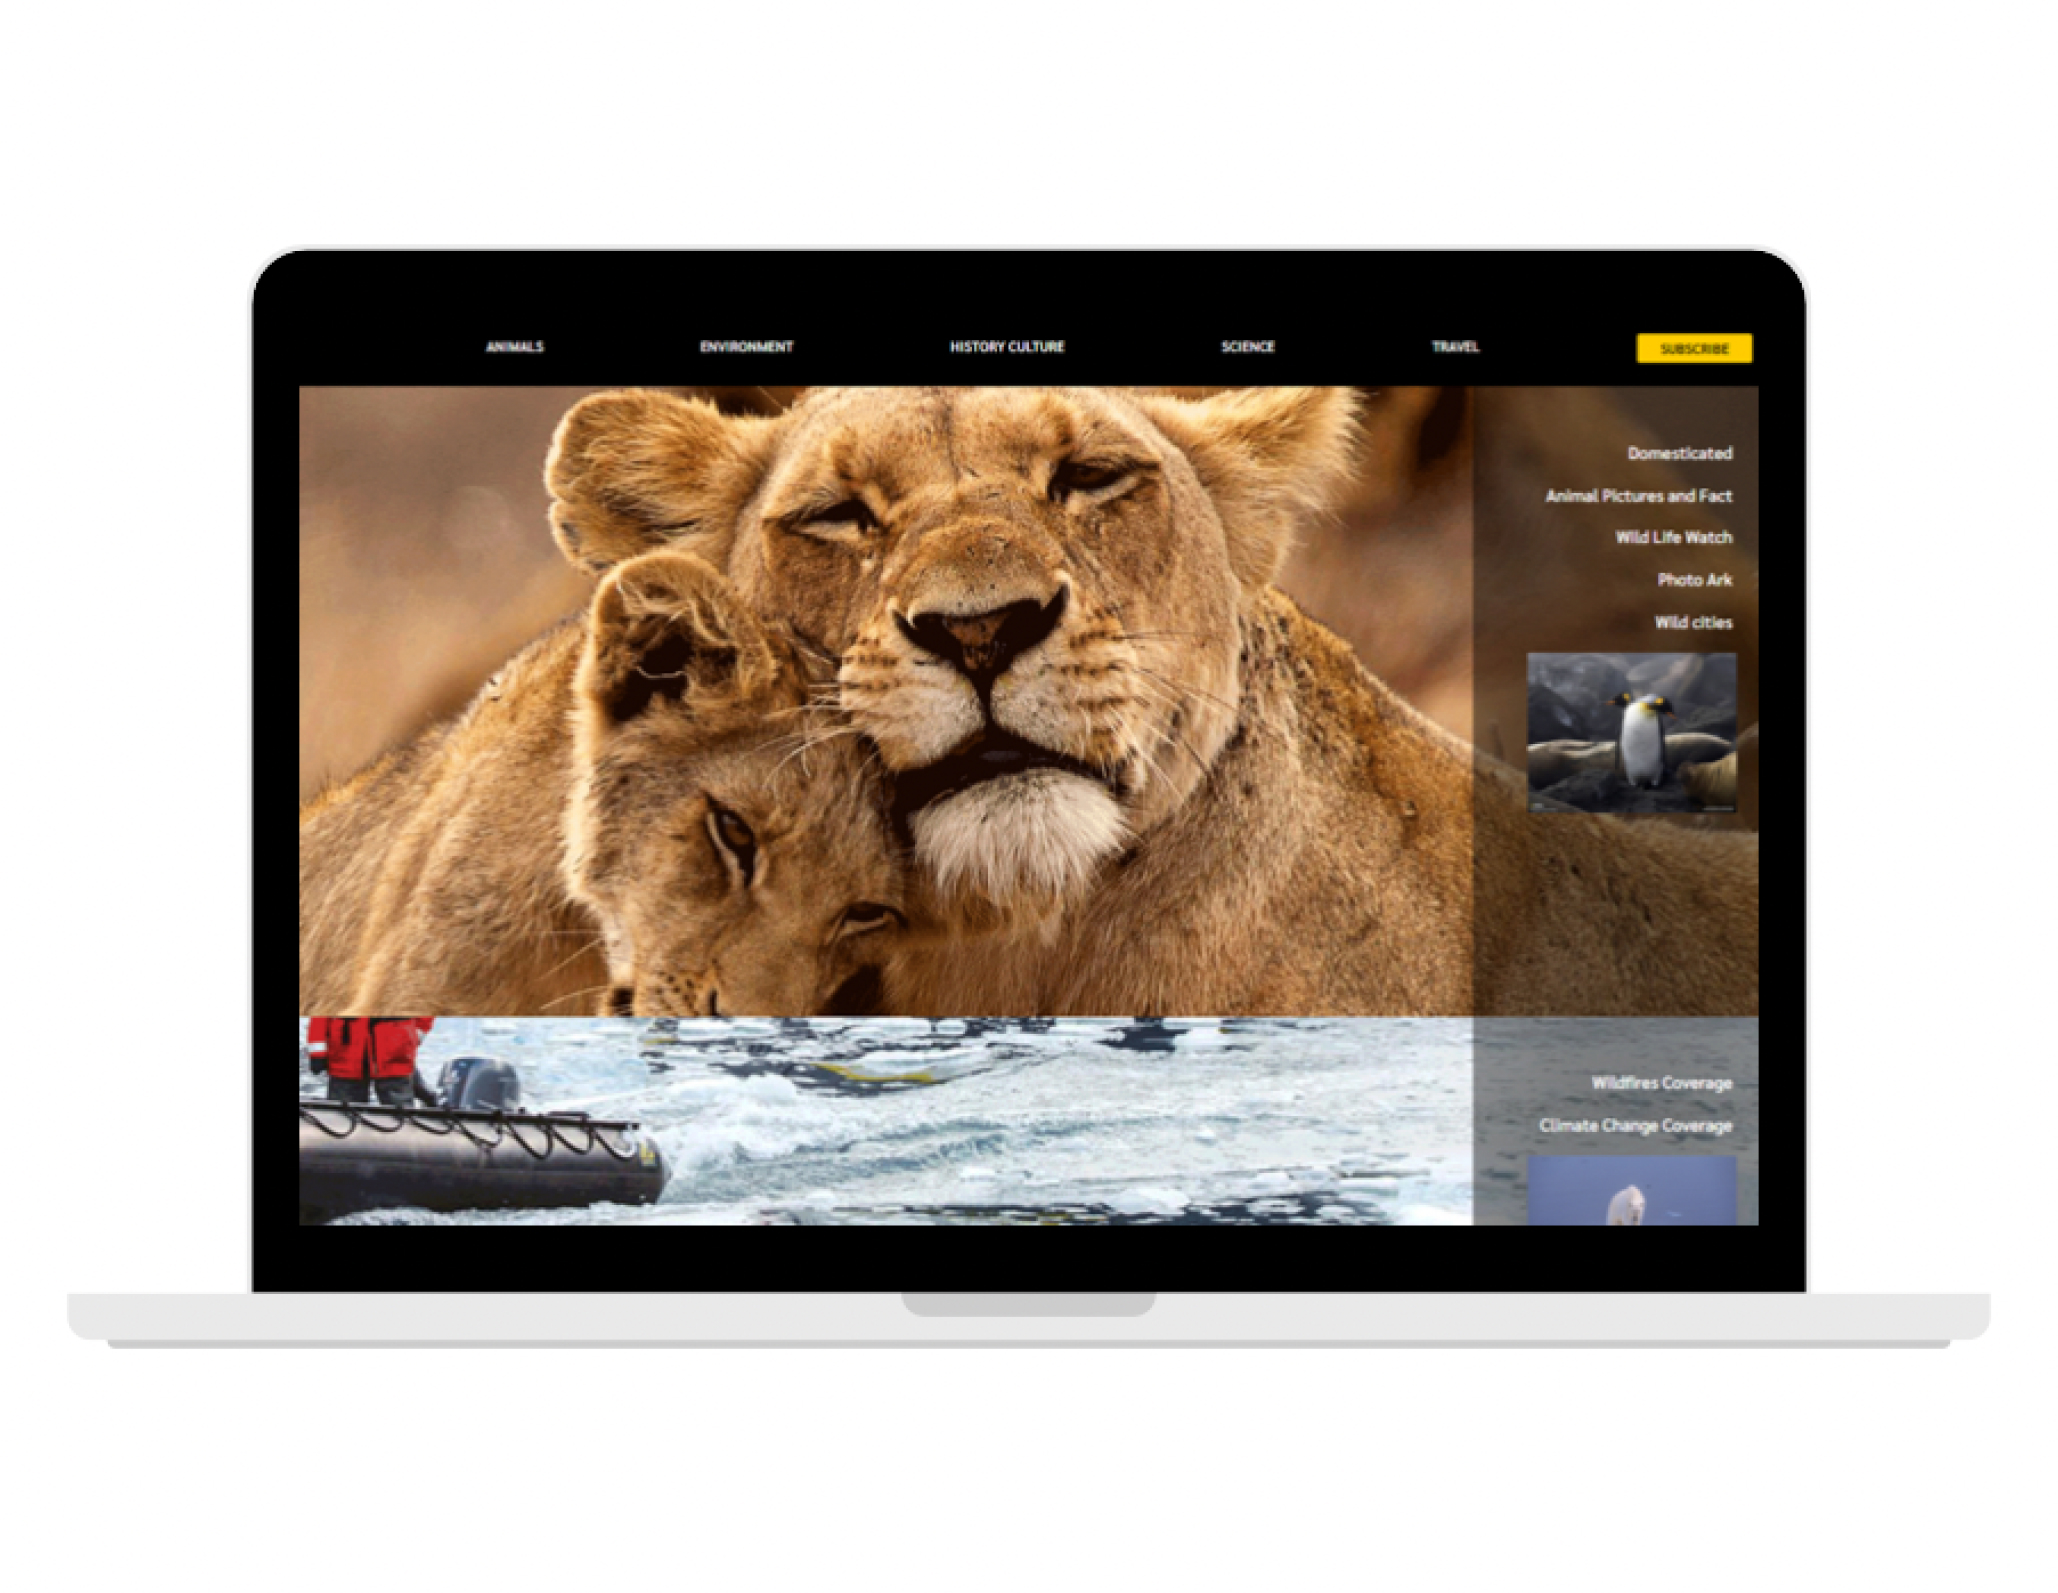 ANIMALS ENVIRONMENT HISTORY CULTURE SCIENCE TRAVEL SUBSCRIBE
Domesticated
Animal Pictures and Fact
Wild Life Watch
Photo Ark
Wild cities
Wildfires Coverage
Climate Change Coverage